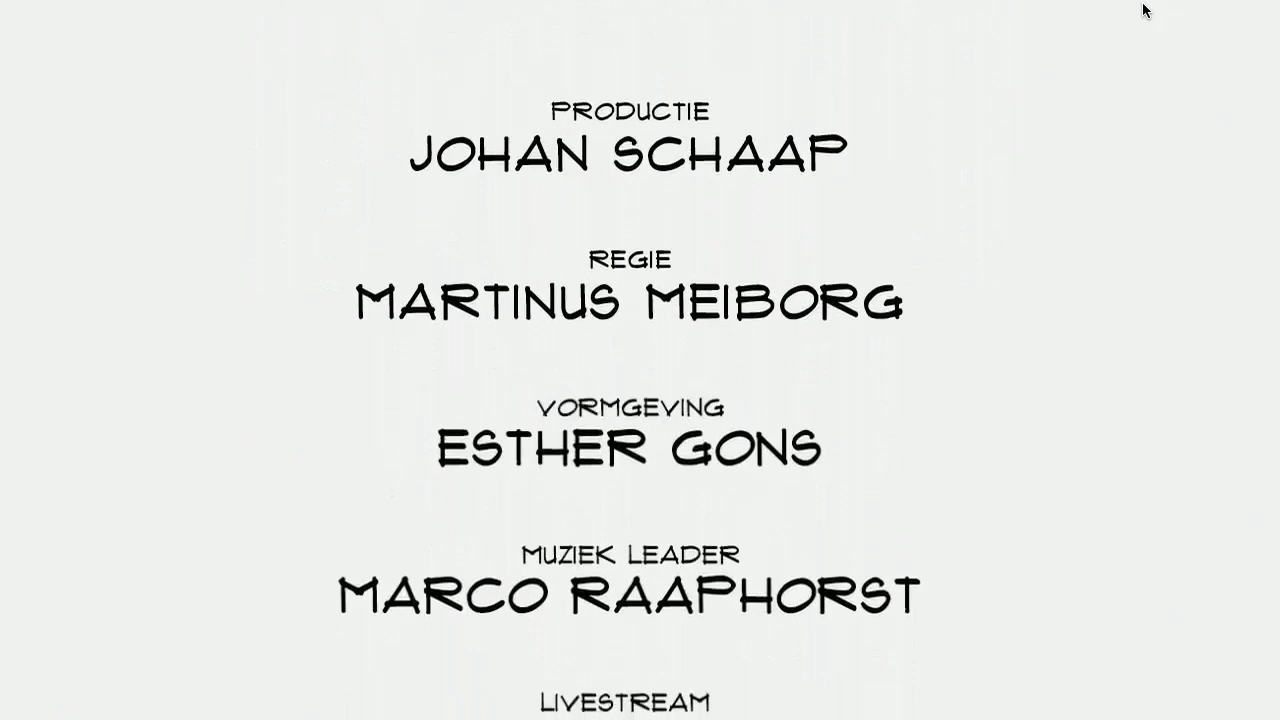 PRODUCTIE
JOHAN SCHAAP
REGIE
MARTINUS MEIBORG
VORMGEVING
ESTHER GONS
MUZIEK LEADER
MARCO RAAPHORST
LIVESTREAM